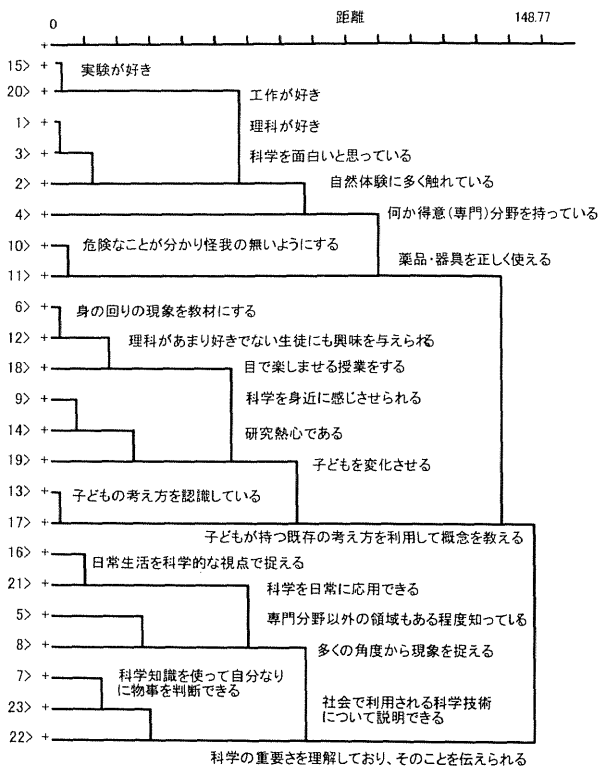 距離
0
148.77
15> + 実験が好き
20> + 工作が好き
1> + 理科が好き
3> + 科学を面白いと思っている
2> + 自然体験に多く触れている
4> + 何か得意(専門)分野を持っている
10> + 危険なことが分かり怪我の無いようにする
11> + 薬品・器具を正しく使える
6> + 身の回りの現象を教材にする
12> + 理科があまり好きでない生徒にも興味を与えられる
18> + 目で楽しませる授業をする
9> + 科学を身近に感じさせられる
14> + 研究熱心である
19> + 子どもを変化させる
13> + 子どもの考え方を認識している
17> + 子どもが持つ既存の考え方を利用して概念を教える
16> + 日常生活を科学的な視点で捉える
21> + 科学を日常に応用できる
5> + 専門分野以外の領域もある程度知っている
8> + 多くの角度から現象を捉える
7> + 科学知識を使って自分なり
に物事を判断できる
23> + 社会で利用される科学技術
について説明できる
22> + 科学の重要さを理解しており、そのことを伝えられる